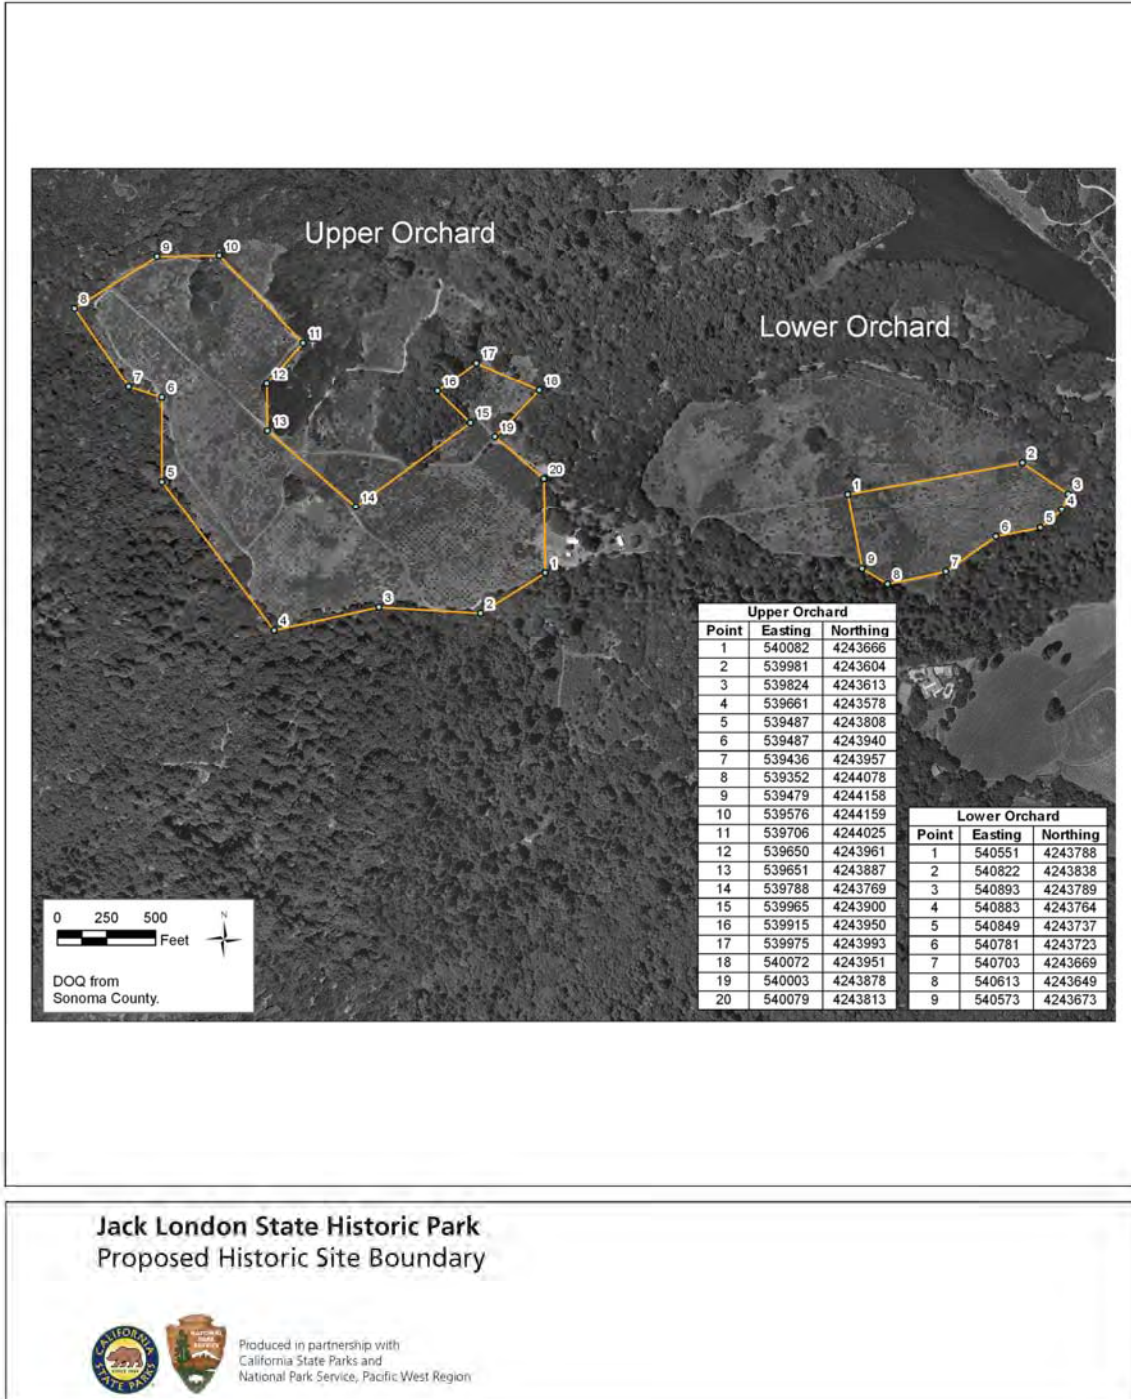 Upper Orchard
9
10
8
11
17
7
12
16
18
6
15
13
19
20
5
14
1
3
2
4
Lower Orchard
2
1
3
4
5
6
9
7
8
Upper Orchard
Point Easting Northing
1 540082 4243666
2 539981 4243604
3 539824 4243613
4 539661 4243578
5 539487 4243808
6 539487 4243940
7 539436 4243957
8 539352 4244078
9 539479 4244158
10 539576 4244159
11 539706 4244025
12 539650 4243961
13 539651 4243887
14 539788 4243769
15 539965 4243900
16 539915 4243950
17 539975 4243993
18 540072 4243951
19 540003 4243878
20 540079 4243813
Lower Orchard
Point Easting Northing
1 540551 4243788
2 540822 4243838
3 540893 4243789
4 540883 4243764
5 540849 4243737
6 540781 4243723
7 540703 4243669
8 540613 4243649
9 540573 4243673
0 250 500
Feet
N
DOQ from
Sonoma County.
Jack London State Historic Park
Proposed Historic Site Boundary
CALIFORNIA
STATE PARKS
NATIONAL
PARK
SERVICE
Produced in partnership with
California State Parks and
National Park Service, Pacific West Region